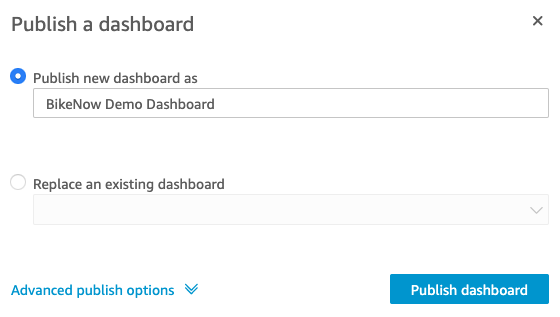 Publish a dashboard
Publish new dashboard as
BikeNow Demo Dashboard
Replace an existing dashboard
Advanced publish options
Publish dashboard